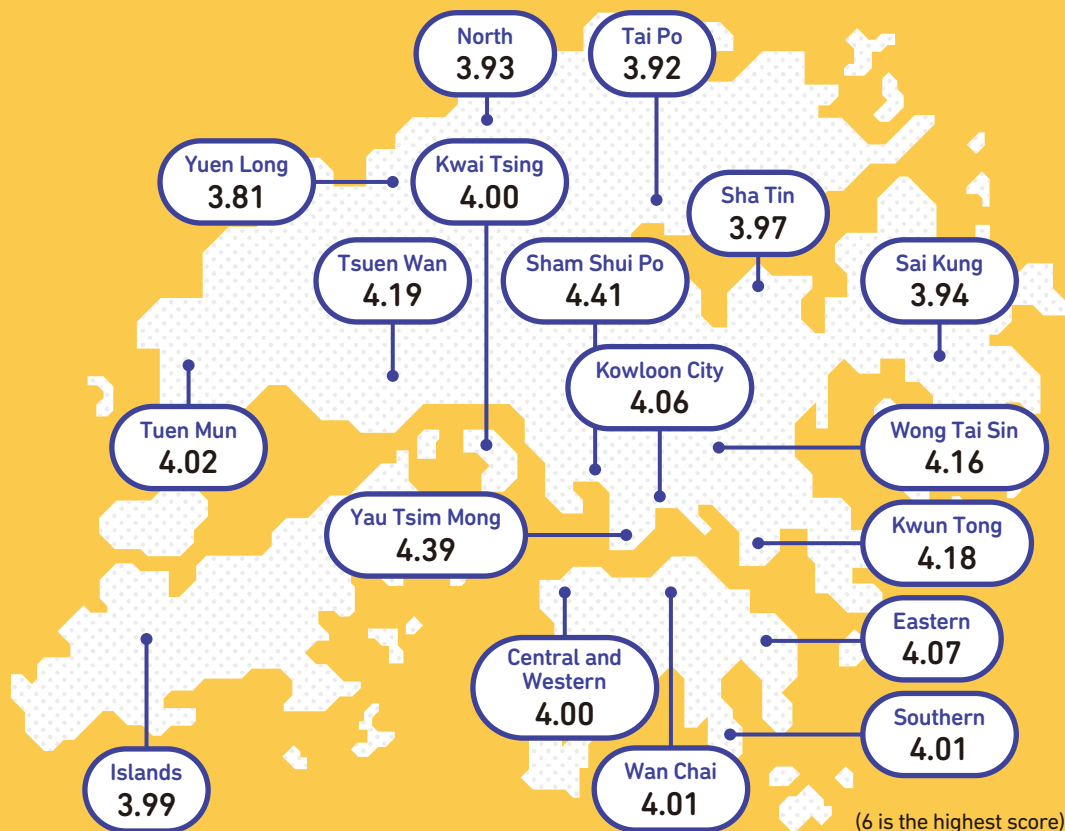 North
3.93
Tai Po
3.92
Yuen Long
3.81
Kwai Tsing
4.00
Sha Tin
3.97
Tsuen Wan
4.19
Sham Shui Po
4.41
Sai Kung
3.94
Kowloon City
4.06
Tuen Mun
4.02
Wong Tai Sin
4.16
Yau Tsim Mong
4.39
Kwun Tong
4.18
Eastern
4.07
Central and
Western
4.00
Southern
4.01
Islands
3.99
Wan Chai
4.01
(6 is the highest score)